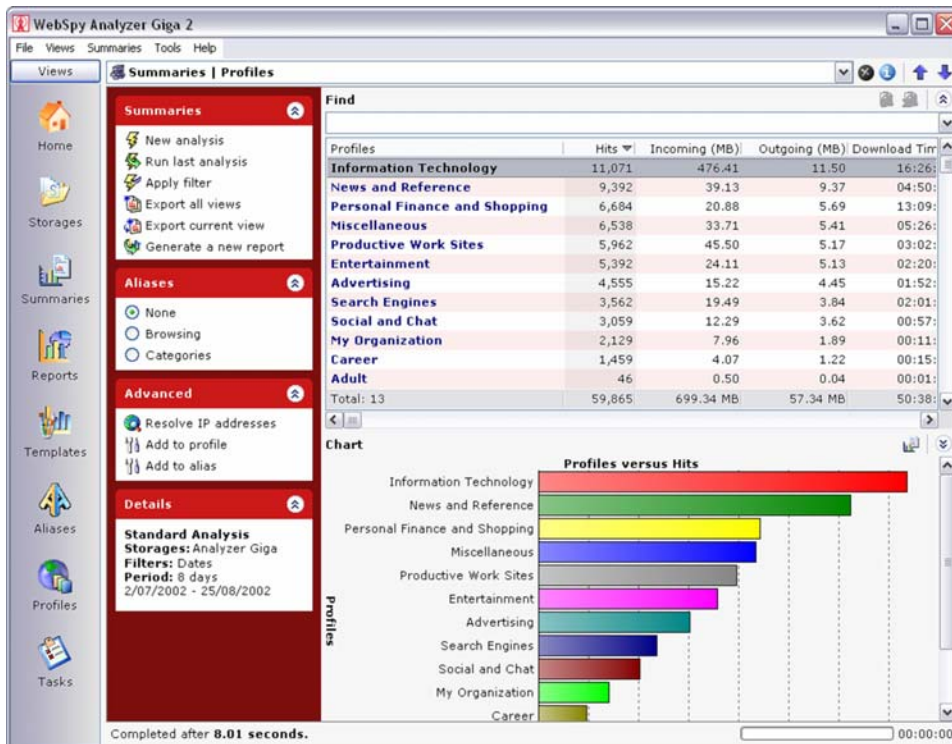 WebSpy Analyzer Giga 2
File Views Summaries Tools Help
Views
Summaries | Profiles
Home
Storages
Summaries
Reports
Templates
Aliases
Profiles
Tasks
Summaries
New analysis
Run last analysis
Apply filter
Export all views
Export current view
Generate a new report
Aliases
None
Browsing
Categories
Advanced
Resolve IP addresses
Add to profile
Add to alias
Details
Standard Analysis
Storages: Analyzer Giga
Filters: Dates
Period: 8 days
2/07/2002 - 25/08/2002
Find
Profiles Hits Incoming (MB) Outgoing (MB) Download Tim
Information Technology 11,071 476.41 11.50 16:26:
News and Reference 9,392 39.13 9.37 04:50:
Personal Finance and Shopping 6,684 20.88 5.69 13:09:
Miscellaneous 6,538 33.71 5.41 05:26:
Productive Work Sites 5,962 45.50 5.17 03:02:
Entertainment 5,392 24.11 5.13 02:20:
Advertising 4,555 15.22 4.45 01:52:
Search Engines 3,562 19.49 3.84 02:01:
Social and Chat 3,059 12.29 3.62 00:57:
My Organization 2,129 7.96 1.89 00:11:
Career 1,459 4.07 1.22 00:15:
Adult 46 0.50 0.04 00:01:
Total: 13 59,865 699.34 MB 57.34 MB 50:38:
Chart
Profiles versus Hits
Profiles
Information Technology
News and Reference
Personal Finance and Shopping
Miscellaneous
Productive Work Sites
Entertainment
Advertising
Search Engines
Social and Chat
My Organization
Career
Completed after 8.01 seconds.